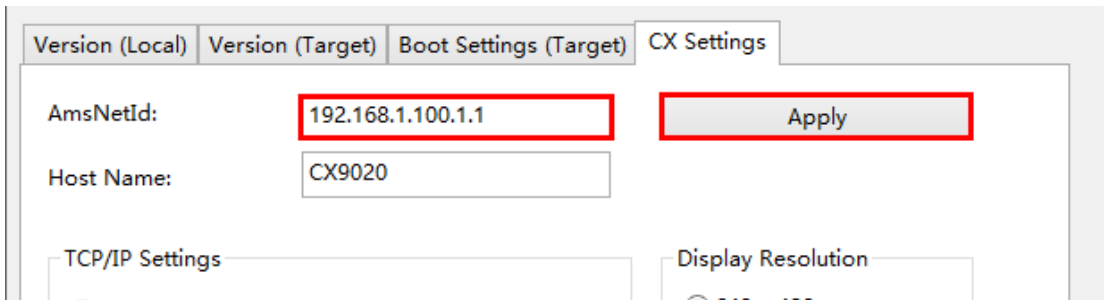 Version (Local) Version (Target) Boot Settings (Target) CX Settings
AmsNetId: 192.168.1.100.1.1 Apply
Host Name: CX9020
TCP/IP Settings Display Resolution